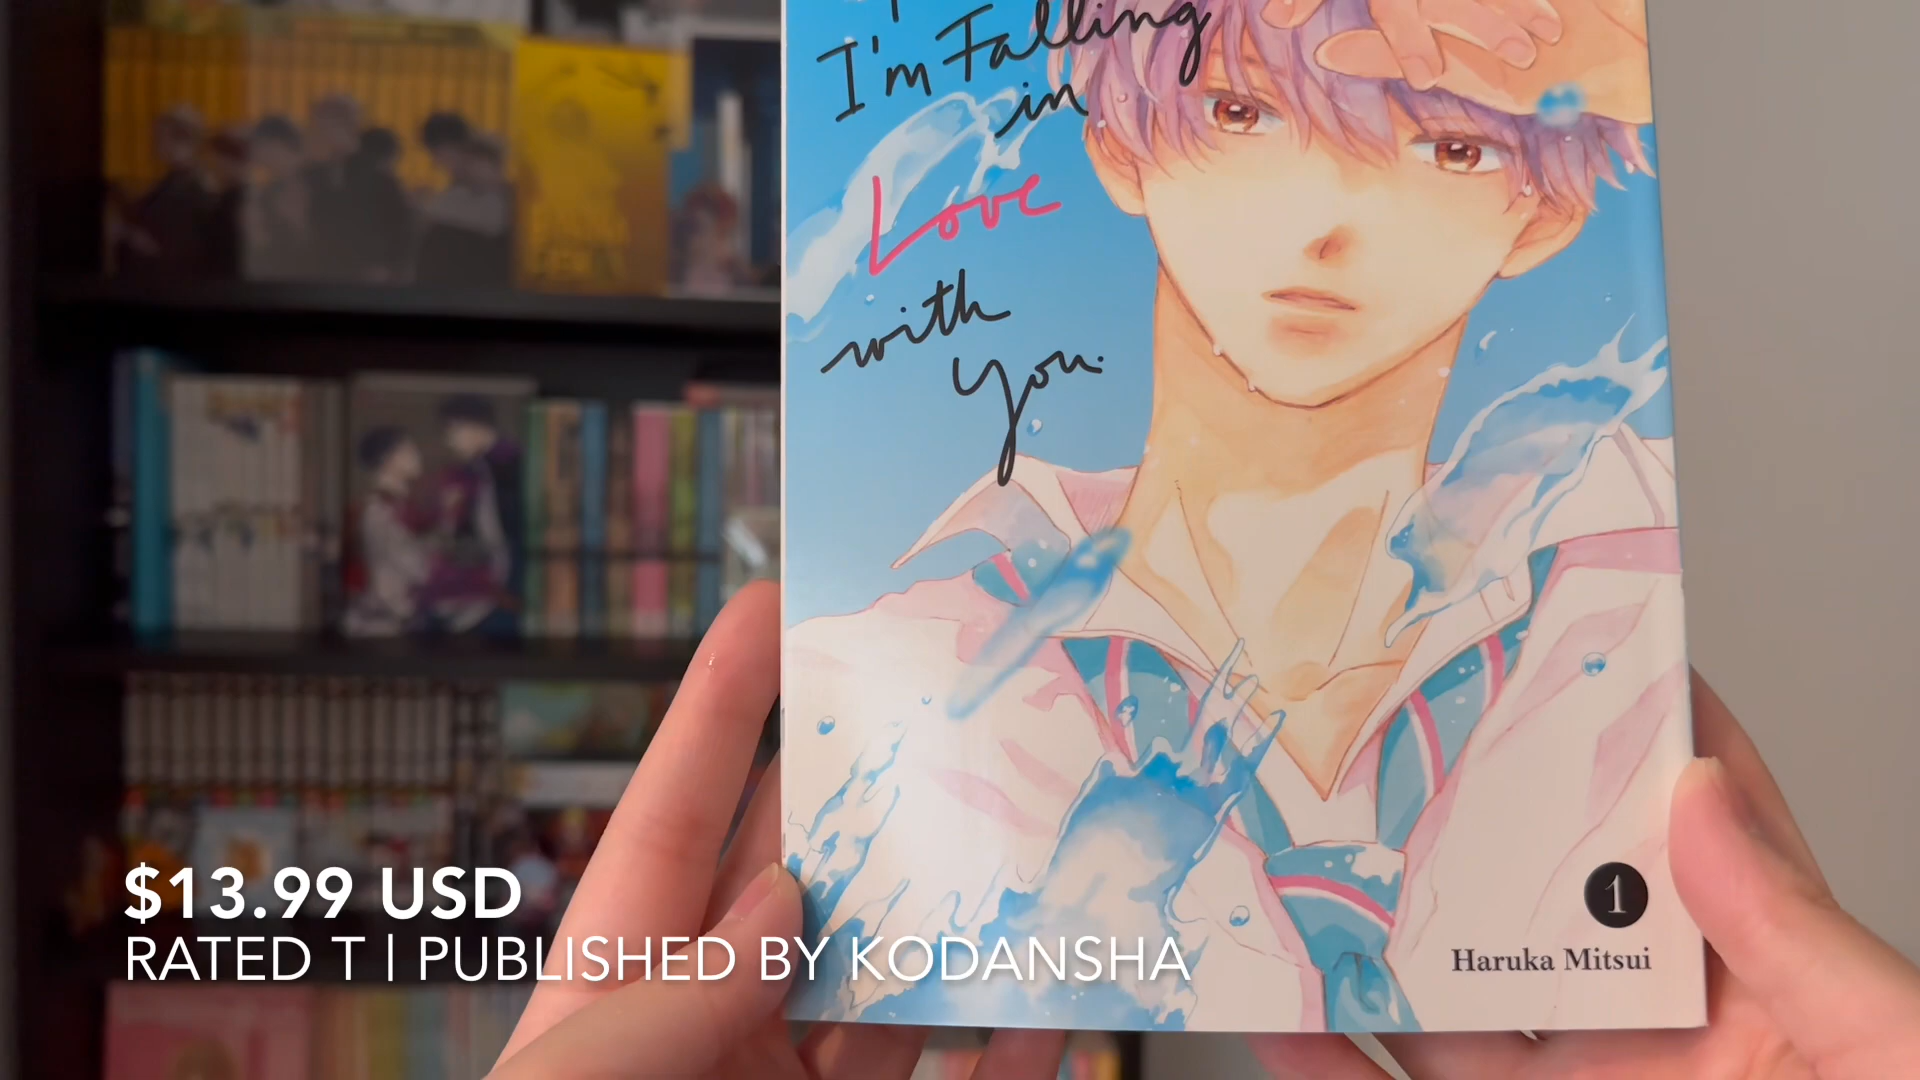 I'm Falling
in
Love
with
You.
1
Haruka Mitsui
$13.99 USD
RATED T | PUBLISHED BY KODANSHA